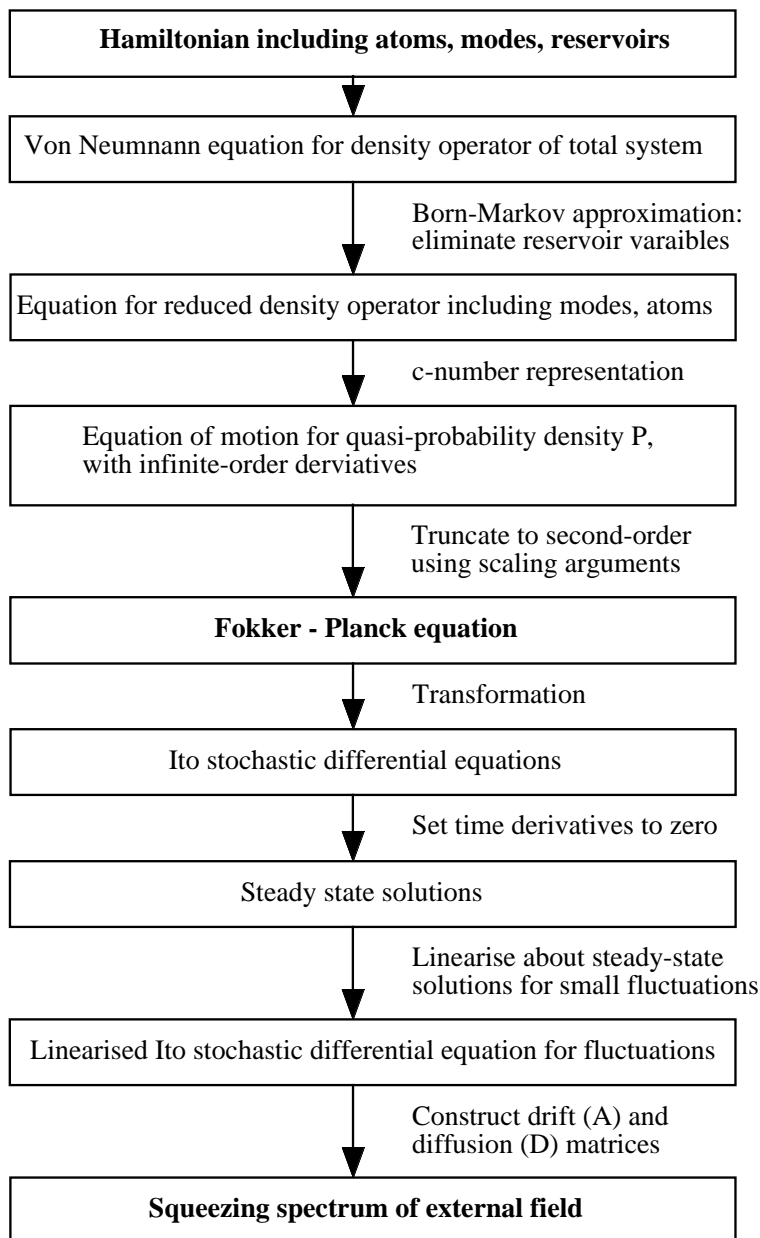 Hamiltonian including atoms, modes, reservoirs
Von Neumnann equation for density operator of total system
Born-Markov approximation:
eliminate reservoir varaibles
Equation for reduced density operator including modes, atoms
c-number representation
Equation of motion for quasi-probability density P,
with infinite-order derviatives
Truncate to second-order
using scaling arguments
Fokker - Planck equation
Transformation
Ito stochastic differential equations
Set time derivatives to zero
Steady state solutions
Linearise about steady-state
solutions for small fluctuations
Linearised Ito stochastic differential equation for fluctuations
Construct drift (A) and
diffusion (D) matrices
Squeezing spectrum of external field